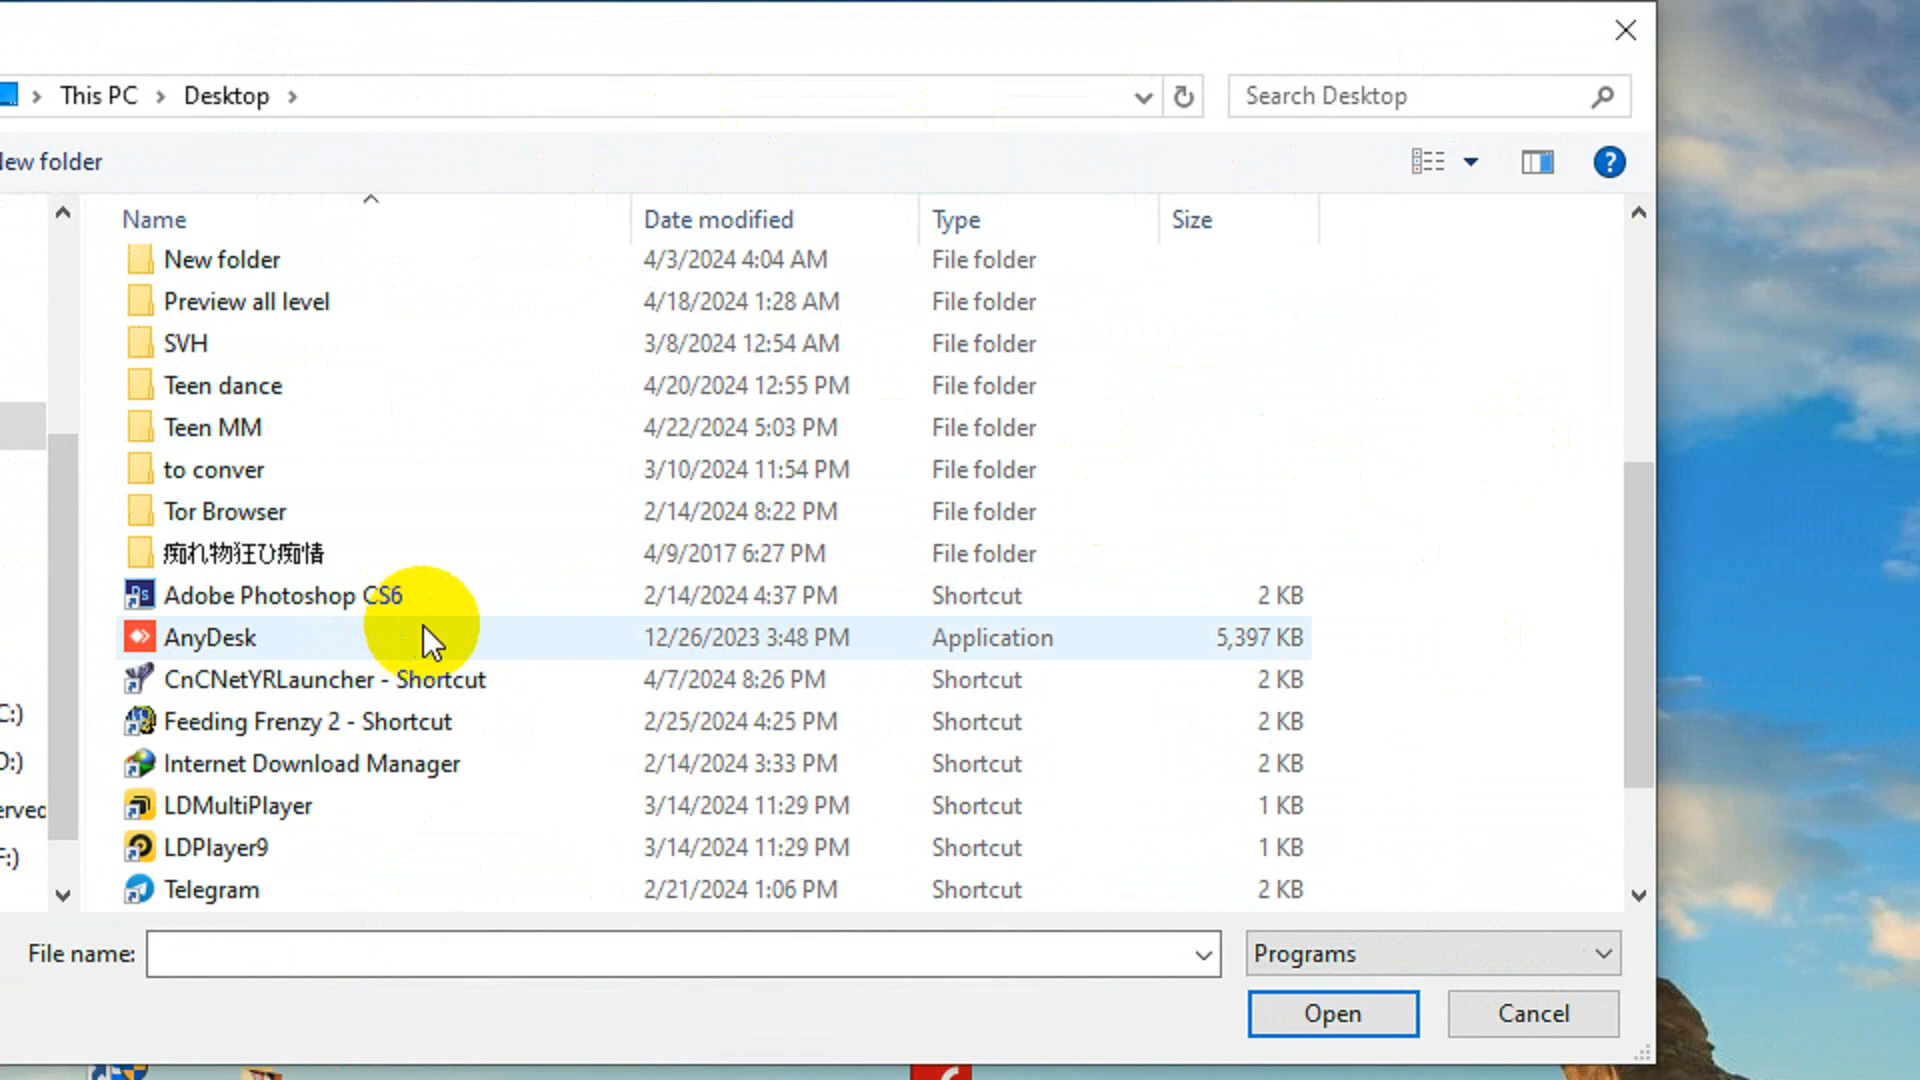 This PC > Desktop >
Search Desktop
ew folder
Name Date modified Type Size
New folder 4/3/2024 4:04 AM File folder
Preview all level 4/18/2024 1:28 AM File folder
SVH 3/8/2024 12:54 AM File folder
Teen dance 4/20/2024 12:55 PM File folder
Teen MM 4/22/2024 5:03 PM File folder
to conver 3/10/2024 11:54 PM File folder
Tor Browser 2/14/2024 8:22 PM File folder
痴れ物狂ひ痴情 4/9/2017 6:27 PM File folder
Adobe Photoshop CS6 2/14/2024 4:37 PM Shortcut 2 KB
AnyDesk 12/26/2023 3:48 PM Application 5,397 KB
CnCNetYRLauncher - Shortcut 4/7/2024 8:26 PM Shortcut 2 KB
Feeding Frenzy 2 - Shortcut 2/25/2024 4:25 PM Shortcut 2 KB
Internet Download Manager 2/14/2024 3:33 PM Shortcut 2 KB
LDMultiPlayer 3/14/2024 11:29 PM Shortcut 1 KB
LDPlayer9 3/14/2024 11:29 PM Shortcut 1 KB
Telegram 2/21/2024 1:06 PM Shortcut 2 KB
C:)
D:)
erved
F:)
File name:
Programs
Open Cancel